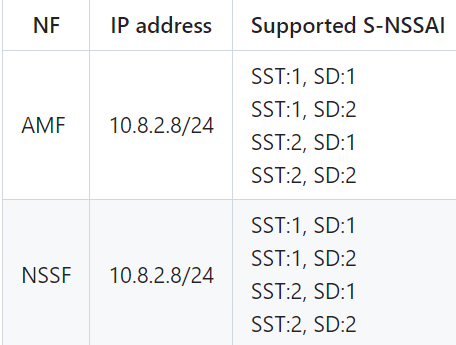 NF IP address Supported S-NSSAI
SST:1, SD:1
SST:1, SD:2
AMF 10.8.2.8/24
SST:2, SD:1
SST:2, SD:2
SST:1, SD:1
SST:1, SD:2
NSSF 10.8.2.8/24
SST:2, SD:1
SST:2, SD:2